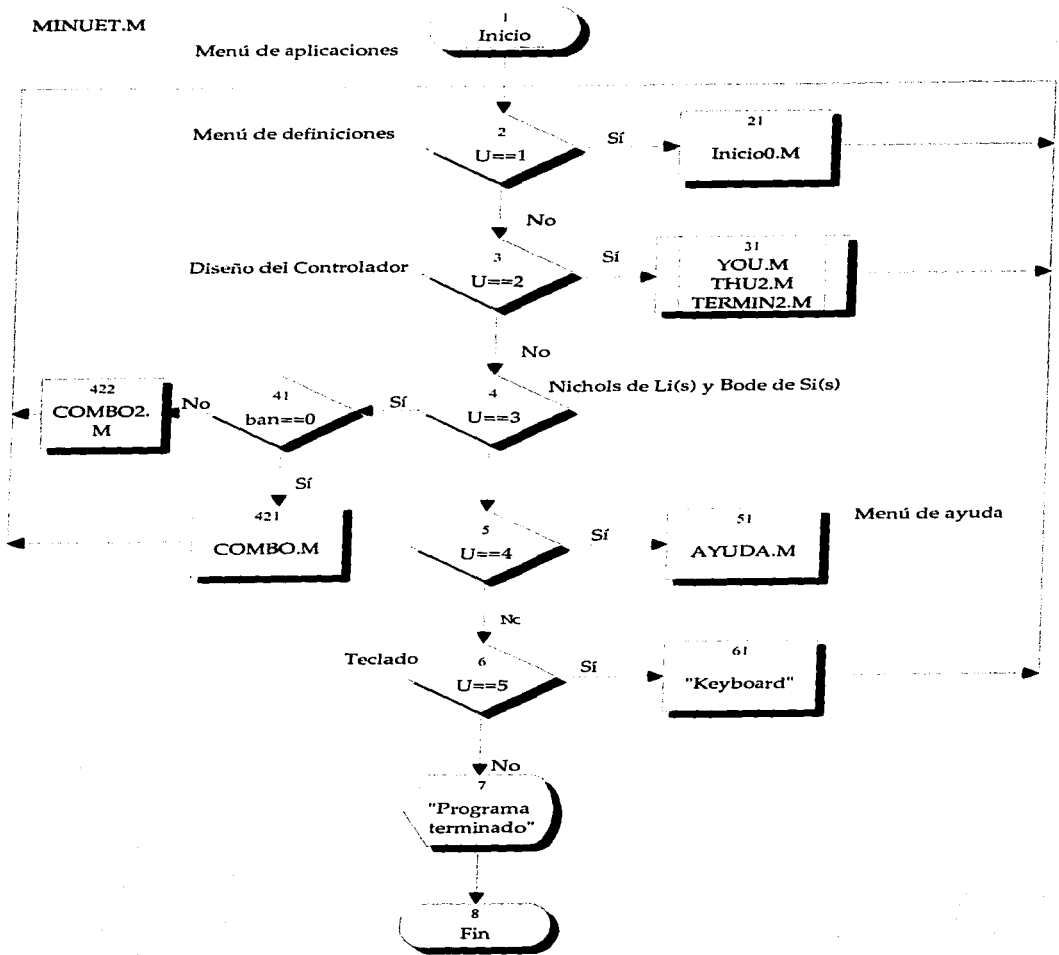 MINUET.M
1
Inicio
Menú de aplicaciones
Menú de definiciones
2
U==1
Sí
21
Inicio0.M
No
Diseño del Controlador
3
U==2
Sí
31
YOU.M
THU2.M
TERMIN2.M
No
Nichols de Li(s) y Bode de Si(s)
422
COMBO2.
M
No
41
ban==0
Sí
4
U==3
Sí
421
COMBO.M
5
U==4
Sí
51
AYUDA.M
Menú de ayuda
Nc
Teclado
6
U==5
Sí
61
"Keyboard"
No
7
"Programa
terminado"
8
Fin